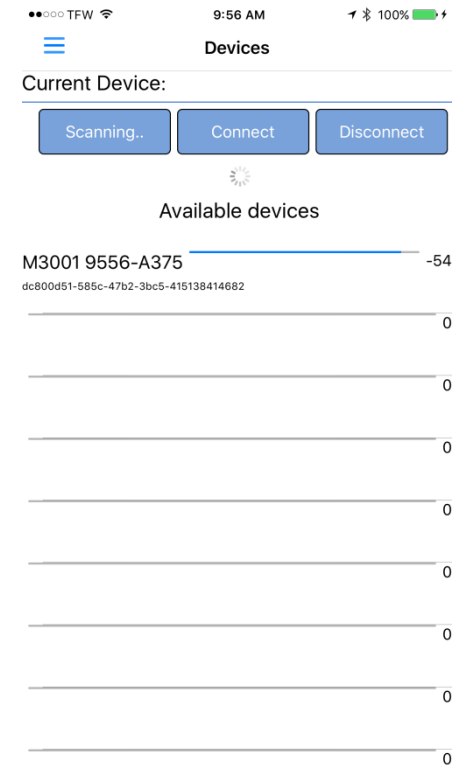 TFW 9:56 AM 100%
Devices
Current Device:
Scanning.. Connect Disconnect
Available devices
M3001 9556-A375 -54
dc800d51-585c-47b2-3bc5-415138414682
0
0
0
0
0
0
0
0